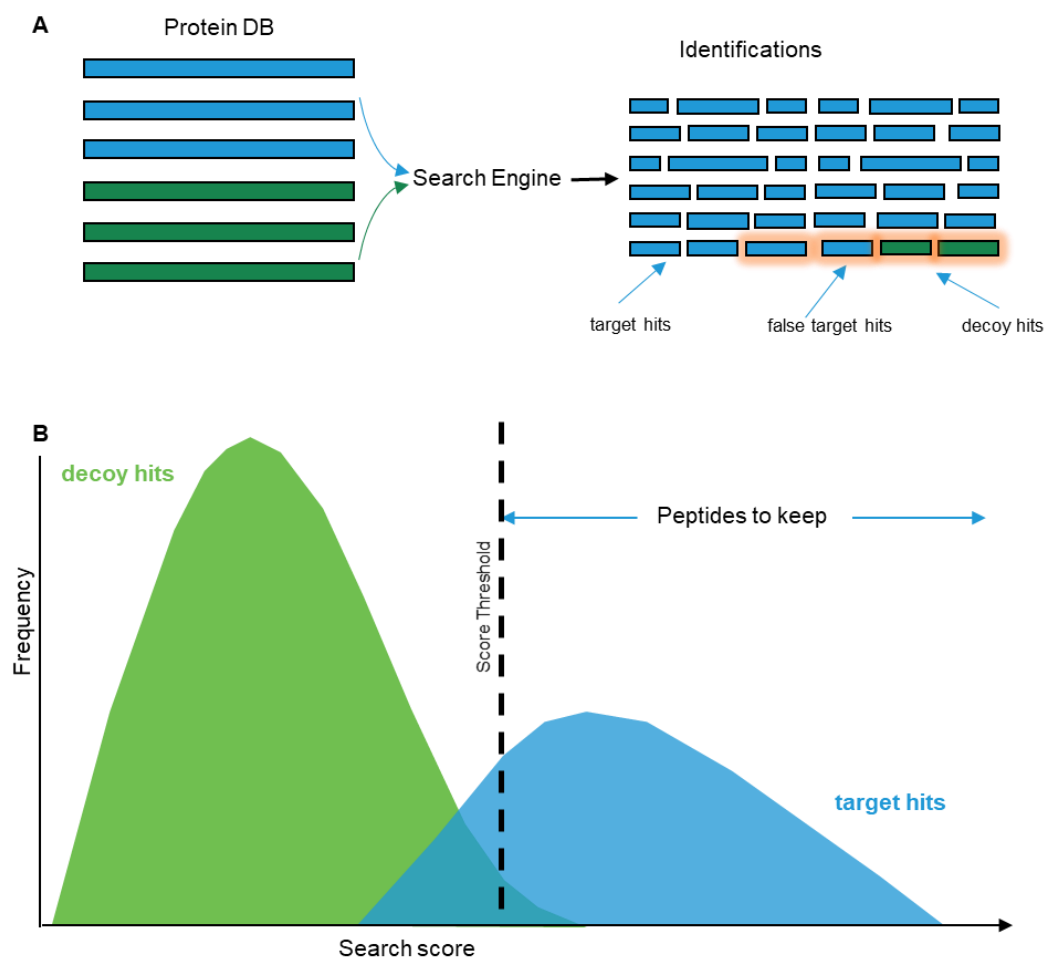 A
Protein DB
Identifications
Search Engine
target hits
false target hits
decoy hits
B
decoy hits
Peptides to keep
Score Threshold
Frequency
target hits
Search score